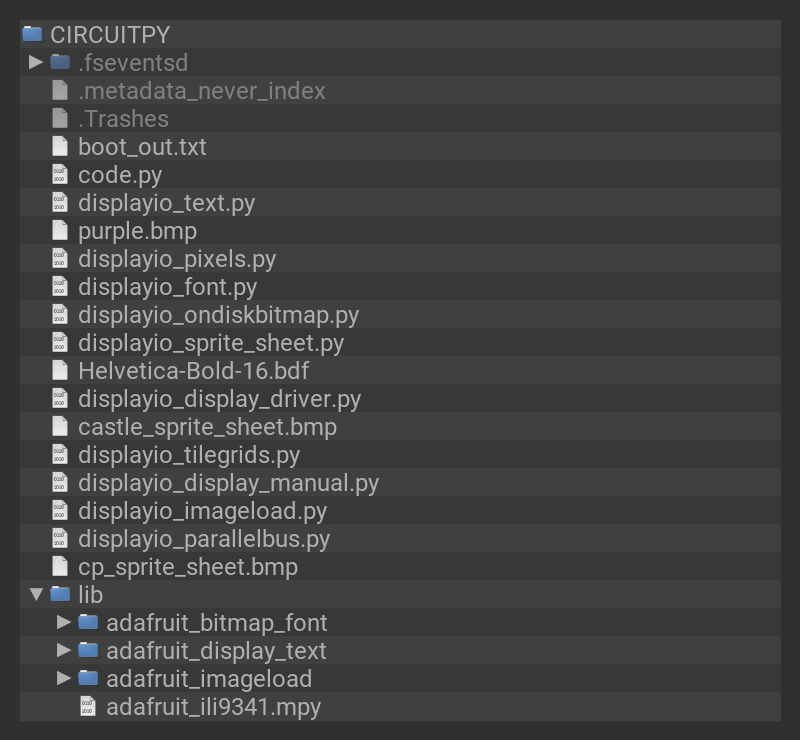 CIRCUITPY
.fseventsd
.metadata_never_index
.Trashes
boot_out.txt
code.py
displayio_text.py
purple.bmp
displayio_pixels.py
displayio_font.py
displayio_ondiskbitmap.py
displayio_sprite_sheet.py
Helvetica-Bold-16.bdf
displayio_display_driver.py
castle_sprite_sheet.bmp
displayio_tilegrids.py
displayio_display_manual.py
displayio_imageload.py
displayio_parallelbus.py
cp_sprite_sheet.bmp
lib
adafruit_bitmap_font
adafruit_display_text
adafruit_imageload
adafruit_ili9341.mpy